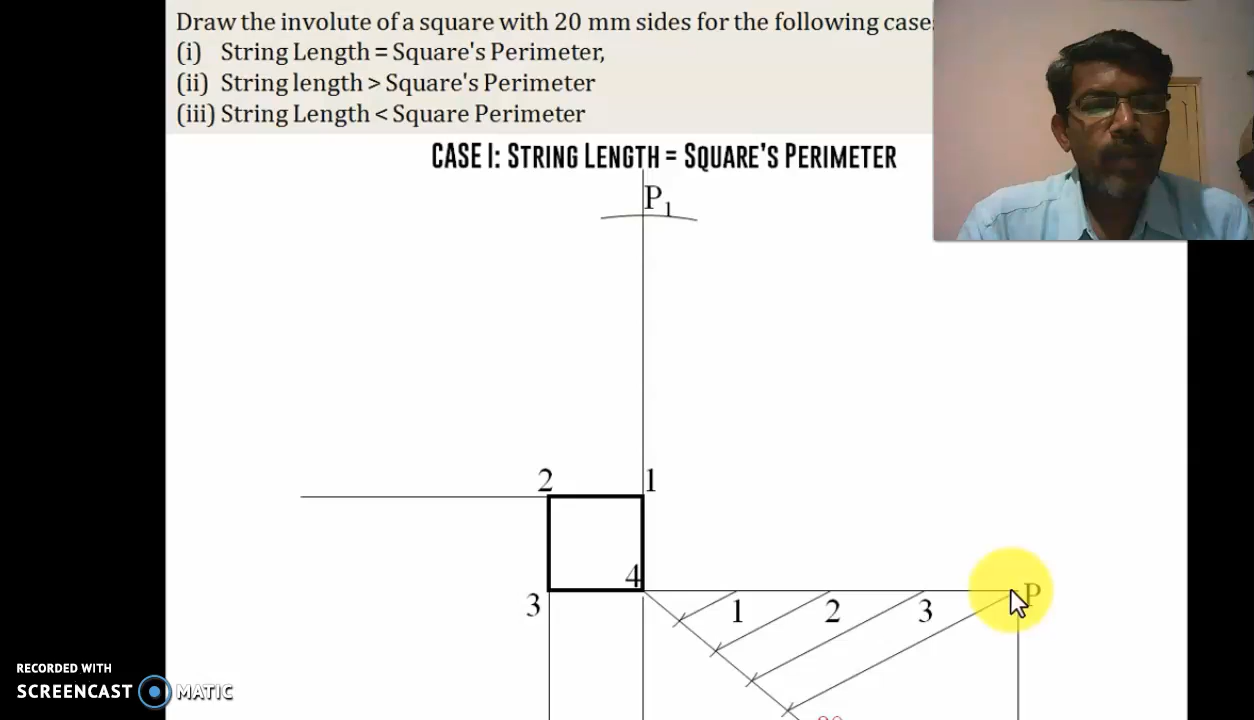 Draw the involute of a square with 20 mm sides for the following case
(i) String Length = Square's Perimeter,
(ii) String length > Square's Perimeter
(iii) String Length < Square Perimeter
CASE I: STRING LENGTH = SQUARE'S PERIMETER
P1
2 1
4
3
1 2 3 P
RECORDED WITH
SCREENCAST MATIC